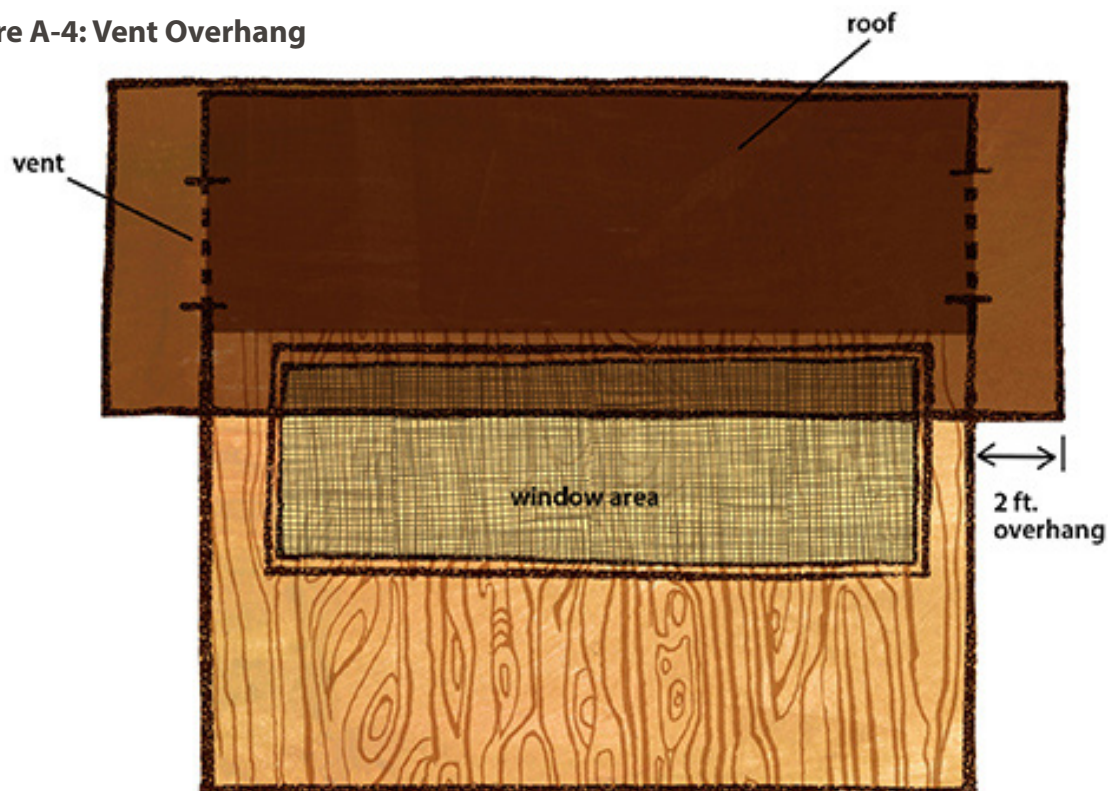 re A-4: Vent Overhang
roof
vent
window area
2 ft.
overhang